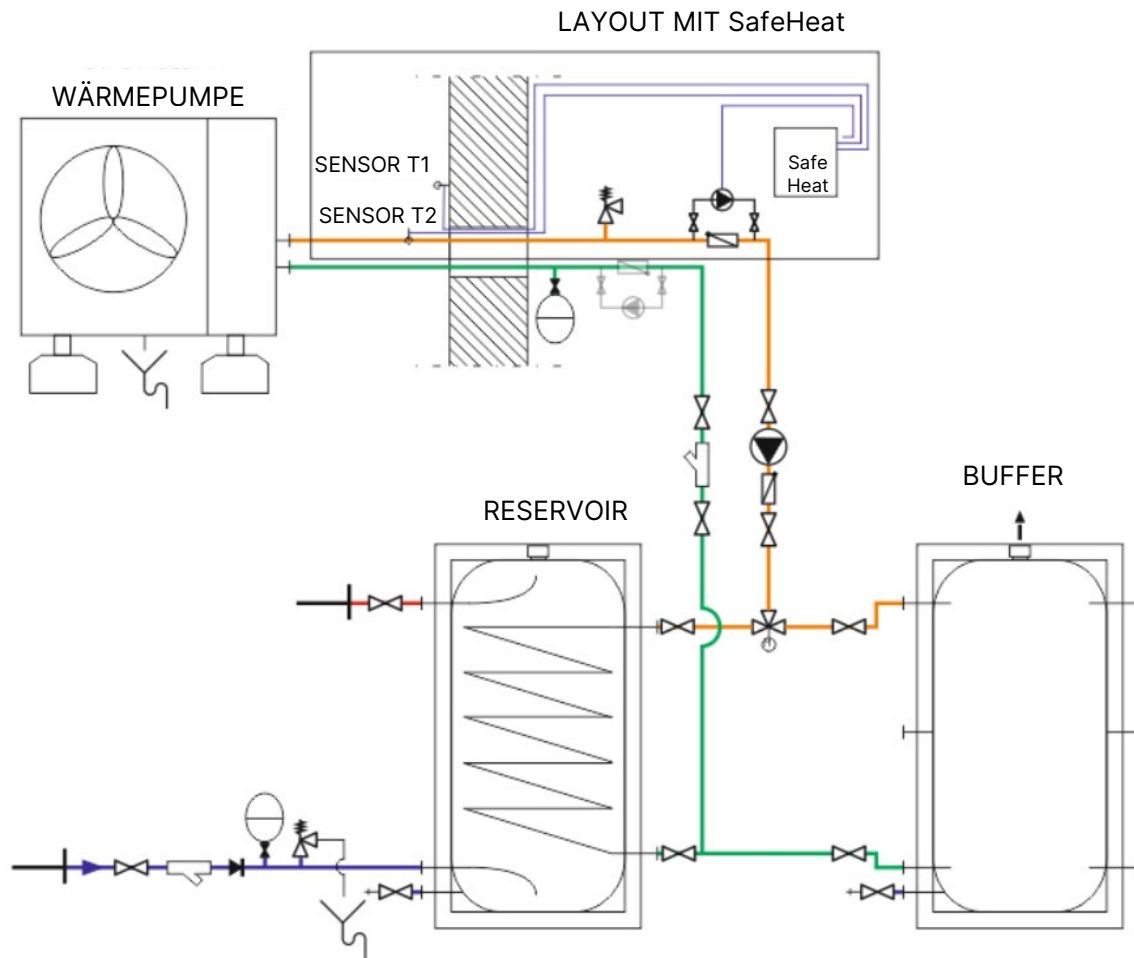 LAYOUT MIT SafeHeat
WÄRMEPUMPE
SENSOR T1
SENSOR T2
Safe
Heat
BUFFER
RESERVOIR